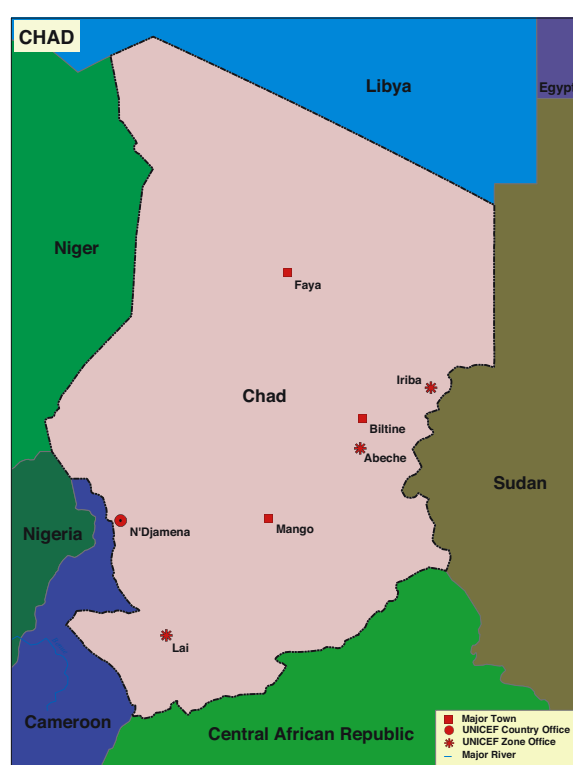 CHAD
Libya
Egypt
Niger
Faya
Iriba
Chad
Biltine
Abeche
Sudan
Nigeria
N'Djamena
Mango
Lai
Cameroon
Central African Republic
Major Town
UNICEF Country Office
UNICEF Zone Office
Major River